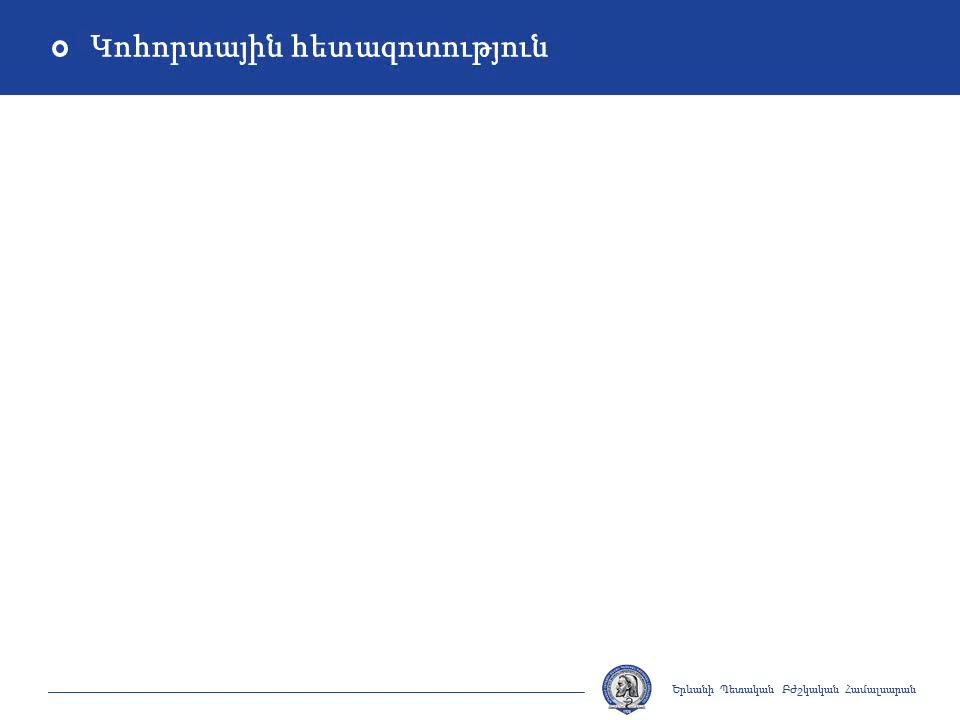 Կոհորտային հետազոտություն
Երևանի Պետական Բժշկական Համալսարան